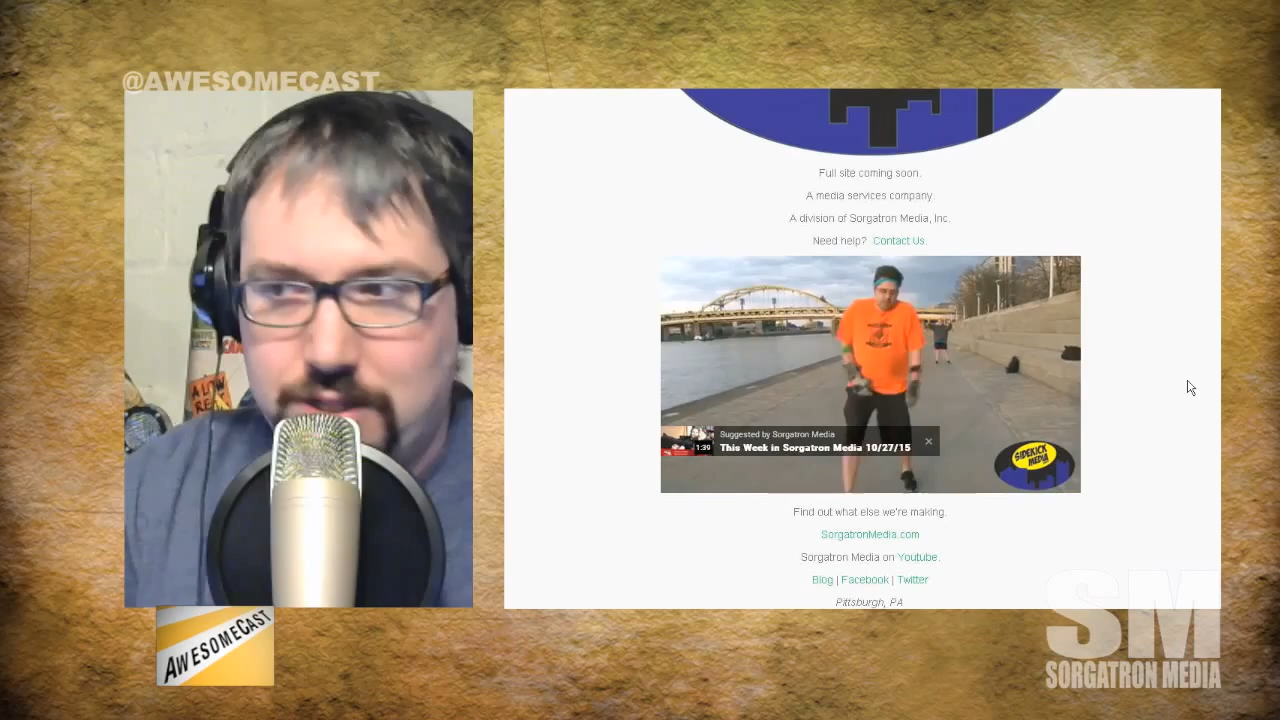 @AWESOMECAST
Full site coming soon.
A media services company.
A division of Sorgatron Media, Inc.
Need help? Contact Us.
Suggested by Sorgatron Media
This Week in Sorgatron Media 10/27/15
1:39
SIDEKICK
MEDIA
Find out what else we're making.
SorgatronMedia.com
Sorgatron Media on Youtube.
Blog | Facebook | Twitter
Pittsburgh, PA
AWESOMECAST
SM
SORGATRON MEDIA